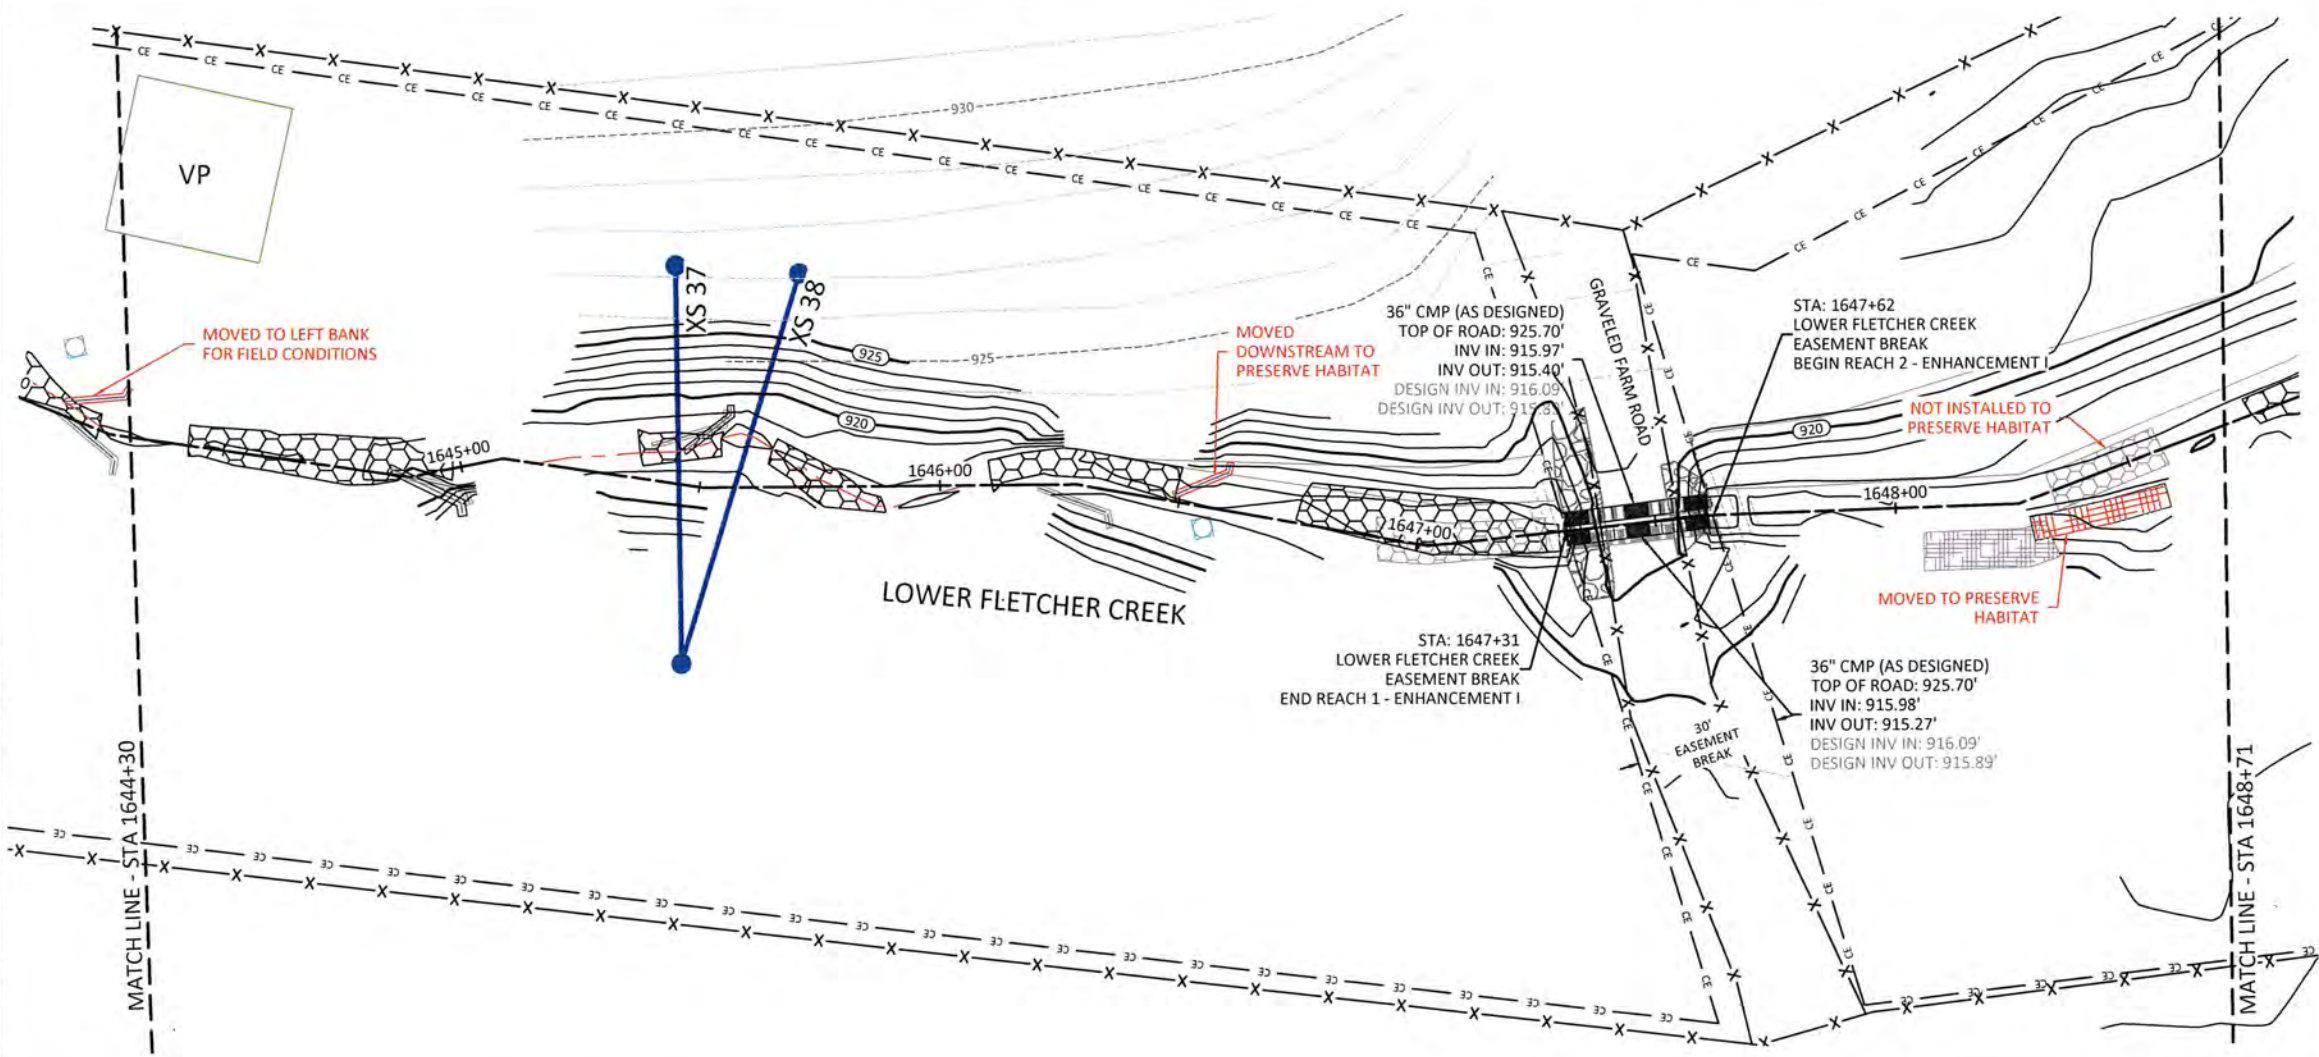 930
VP
XS 37
XS 38
MOVED TO LEFT BANK
FOR FIELD CONDITIONS
925
925
920
MOVED
DOWNSTREAM TO
PRESERVE HABITAT
36" CMP (AS DESIGNED)
TOP OF ROAD: 925.70'
INV IN: 915.97'
INV OUT: 915.40'
DESIGN INV IN: 916.09'
DESIGN INV OUT:
GRAVELED FARM ROAD
STA: 1647+62
LOWER FLETCHER CREEK
EASEMENT BREAK
BEGIN REACH 2 - ENHANCEMENT I
920
NOT INSTALLED TO
PRESERVE HABITAT
1645+00
1646+00
1647+00
1648+00
LOWER FLETCHER CREEK
MOVED TO PRESERVE
HABITAT
STA: 1647+31
LOWER FLETCHER CREEK
EASEMENT BREAK
END REACH 1 - ENHANCEMENT I
36" CMP (AS DESIGNED)
TOP OF ROAD: 925.70'
INV IN: 915.98'
INV OUT: 915.27'
DESIGN INV IN: 916.09'
DESIGN INV OUT: 915.89'
30'
EASEMENT
BREAK
MATCH LINE - STA 1644+30
MATCH LINE - STA 1648+71